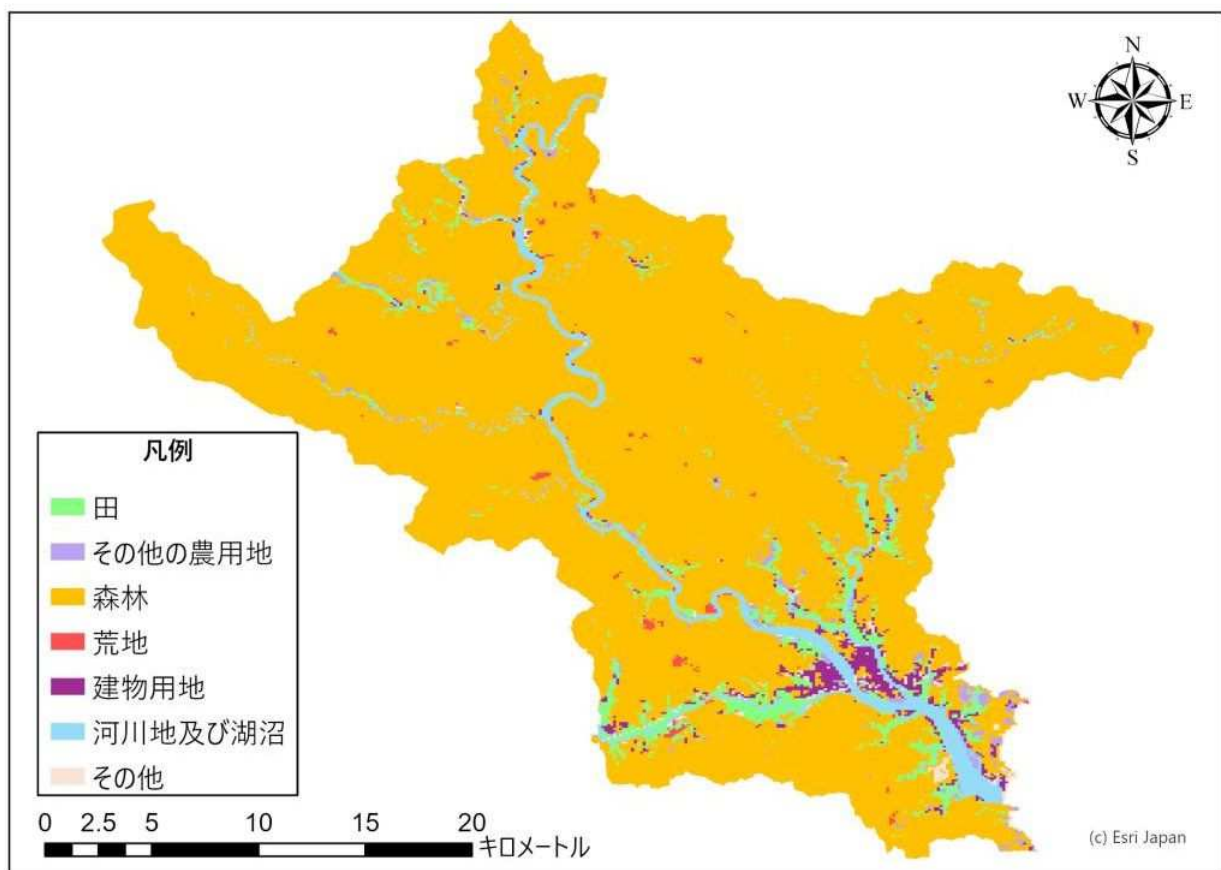 N
W E
S
凡例
田
その他の農用地
森林
荒地
建物用地
河川地及び湖沼
その他
0 2.5 5 10 15 20
キロメートル
(c) Esri Japan